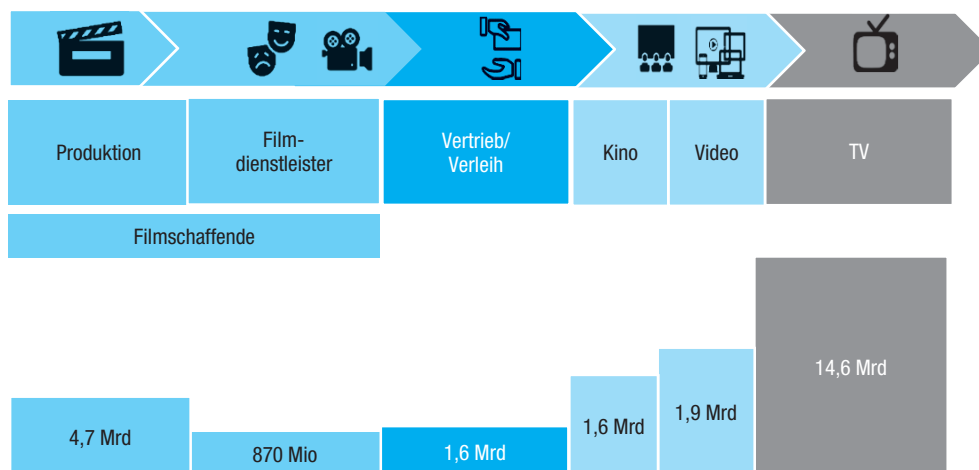 Produktion
Film-
dienstleister
Vertrieb/
Verleih
Kino
Video
TV
Filmschaffende
4,7 Mrd
870 Mio
1,6 Mrd
1,6 Mrd
1,9 Mrd
14,6 Mrd